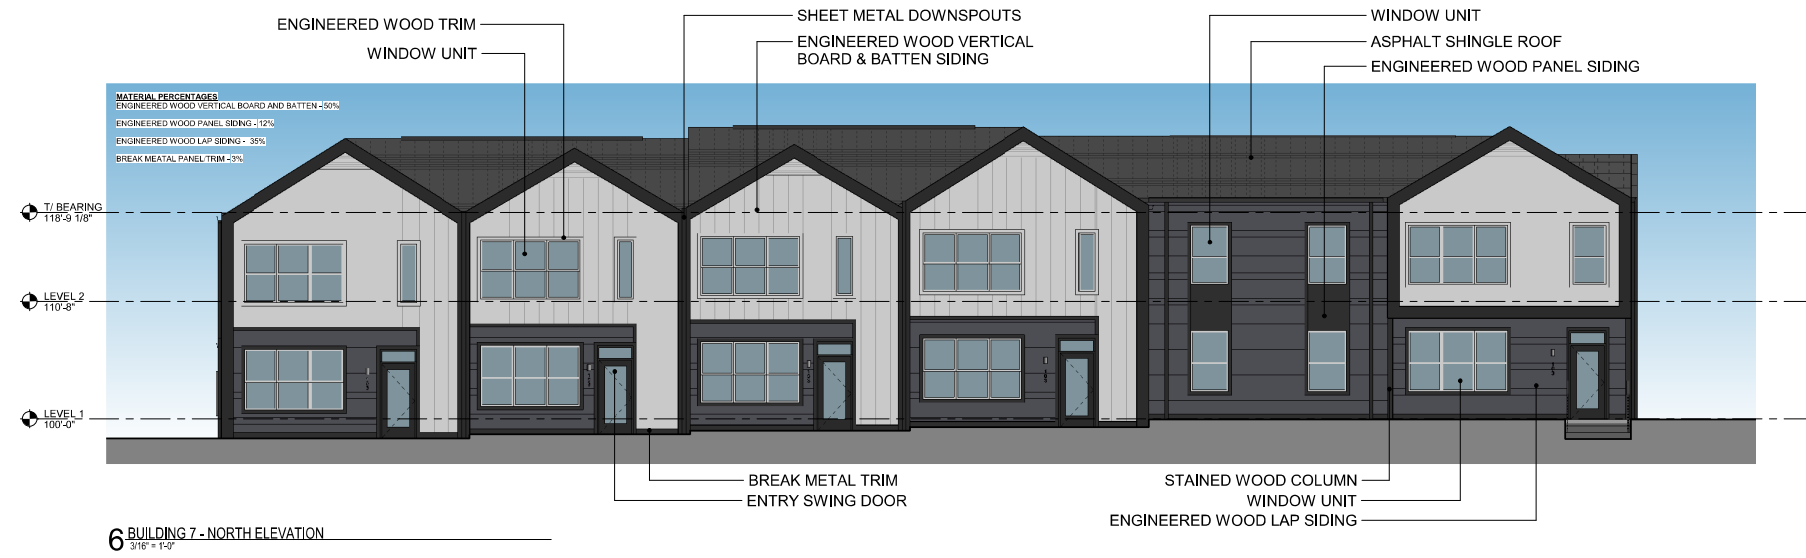 ENGINEERED WOOD TRIM
WINDOW UNIT
SHEET METAL DOWNSPOUTS
ENGINEERED WOOD VERTICAL
BOARD & BATTEN SIDING
WINDOW UNIT
ASPHALT SHINGLE ROOF
ENGINEERED WOOD PANEL SIDING
MATERIAL PERCENTAGES
ENGINEERED WOOD VERTICAL BOARD AND BATTEN - 50%
ENGINEERED WOOD PANEL SIDING - 12%
ENGINEERED WOOD LAP SIDING - 35%
BREAK MEATAL PANEL/TRIM - 3%
T/ BEARING
118'-9 1/8"
LEVEL 2
110'-8"
LEVEL 1
100'-0"
BREAK METAL TRIM
ENTRY SWING DOOR
STAINED WOOD COLUMN
WINDOW UNIT
ENGINEERED WOOD LAP SIDING
6 BUILDING 7 - NORTH ELEVATION
3/16" = 1'-0"